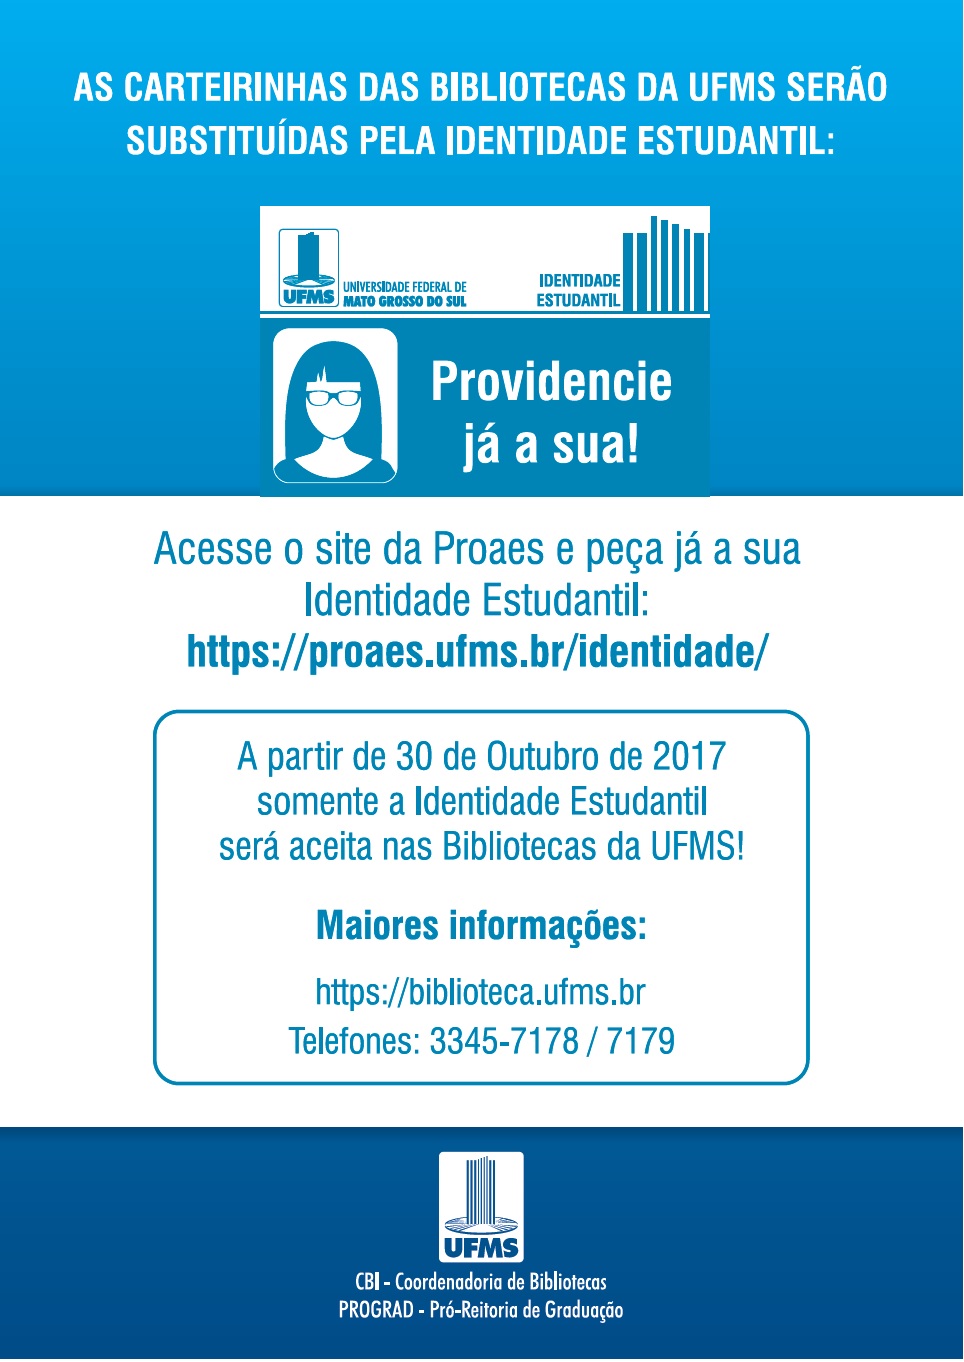 AS CARTEIRINHAS DAS BIBLIOTECAS DA UFMS SERÃO
SUBSTITUÍDAS PELA IDENTIDADE ESTUDANTIL:
UFMS
UNIVERSIDADE FEDERAL DE
MATO GROSSO DO SUL
IDENTIDADE
ESTUDANTIL
Providencie
já a sua!
Acesse o site da Proaes e peça já a sua
Identidade Estudantil:
https://proaes.ufms.br/identidade/
A partir de 30 de Outubro de 2017
somente a Identidade Estudantil
será aceita nas Bibliotecas da UFMS!
Maiores informações:
https://biblioteca.ufms.br
Telefones: 3345-7178 / 7179
UFMS
CBI - Coordenadoria de Bibliotecas
PROGRAD - Pró-Reitoria de Graduação